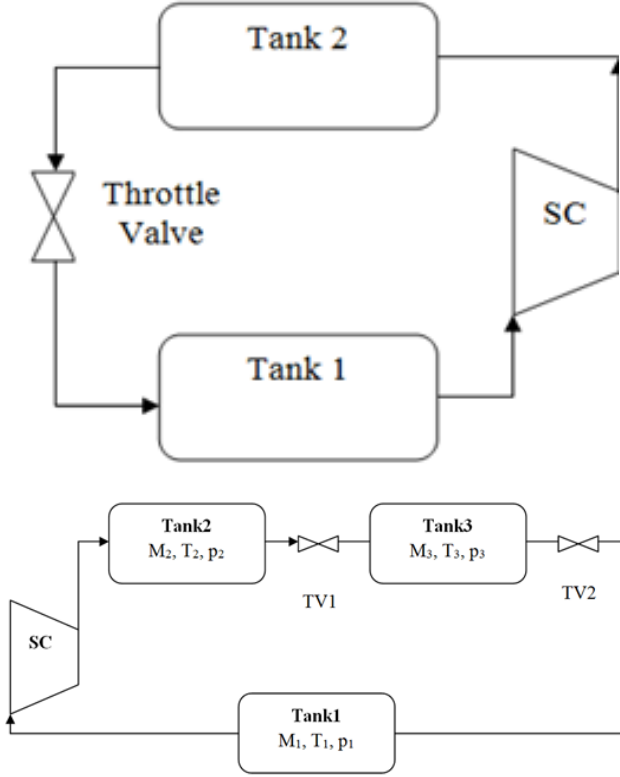 Tank 2
Throttle
Valve
SC
Tank 1
Tank2
M₂, T₂, p₂
Tank3
M₃, T₃, p₃
TV1
TV2
SC
Tank1
M₁, T₁, p₁